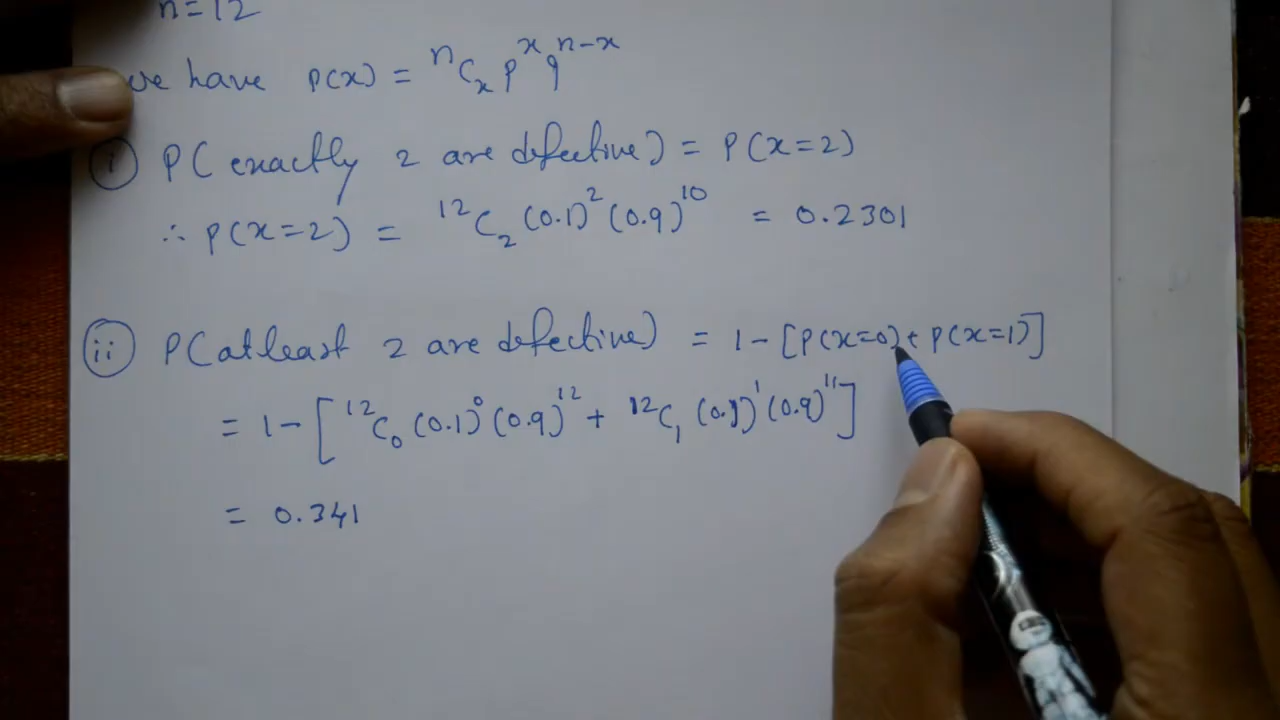 n=12
we have p(x) = ⁿCₓ pˣ qⁿ⁻ˣ
(i) P(exactly 2 are defective) = P(x=2)
∴ p(x=2) = ¹²C₂ (0.1)² (0.9)¹⁰ = 0.2301
(ii) P(atleast 2 are defective) = 1 - [P(x=0) + P(x=1)]
= 1 - [¹²C₀ (0.1)⁰ (0.9)¹² + ¹²C₁ (0.1)¹ (0.9)¹¹]
= 0.341